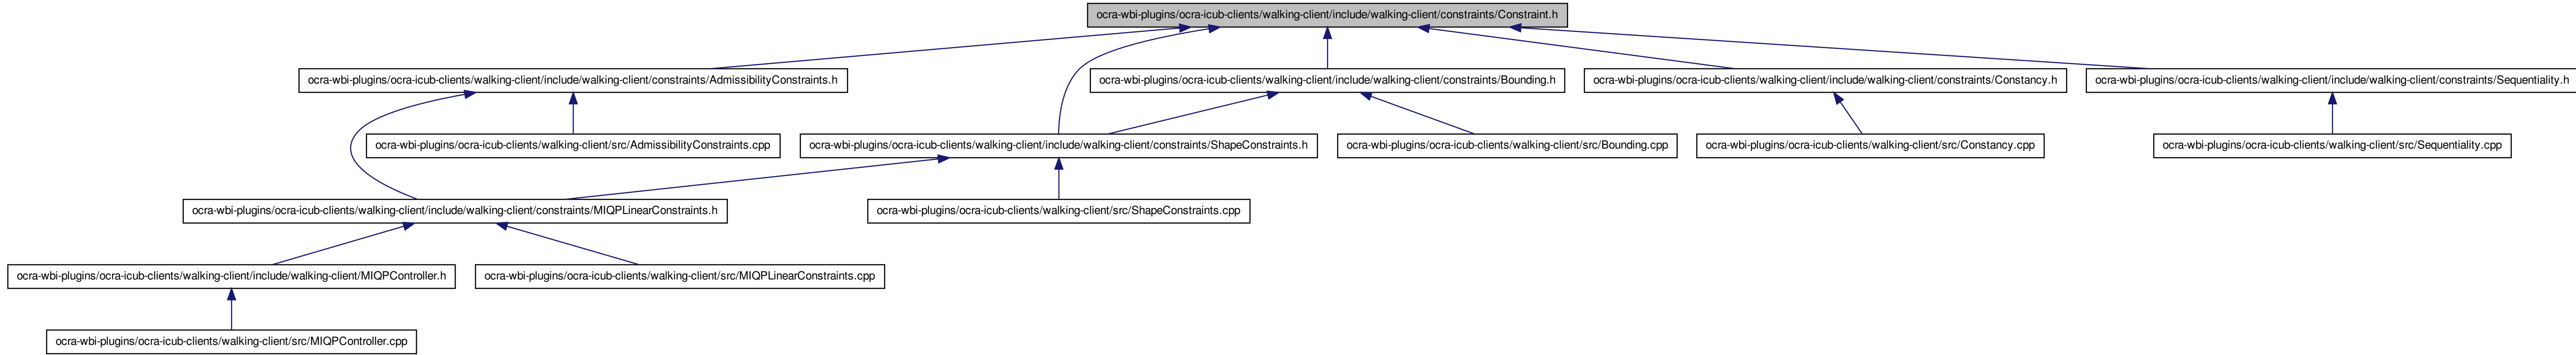 ocra-wbi-plugins/ocra-icub-clients/walking-client/include/walking-client/constraints/Constraint.h
ocra-wbi-plugins/ocra-icub-clients/walking-client/include/walking-client/constraints/AdmissibilityConstraints.h
ocra-wbi-plugins/ocra-icub-clients/walking-client/include/walking-client/constraints/Bounding.h
ocra-wbi-plugins/ocra-icub-clients/walking-client/include/walking-client/constraints/Constancy.h
ocra-wbi-plugins/ocra-icub-clients/walking-client/include/walking-client/constraints/Sequentiality.h
ocra-wbi-plugins/ocra-icub-clients/walking-client/src/AdmissibilityConstraints.cpp
ocra-wbi-plugins/ocra-icub-clients/walking-client/include/walking-client/constraints/ShapeConstraints.h
ocra-wbi-plugins/ocra-icub-clients/walking-client/src/Bounding.cpp
ocra-wbi-plugins/ocra-icub-clients/walking-client/src/Constancy.cpp
ocra-wbi-plugins/ocra-icub-clients/walking-client/src/Sequentiality.cpp
ocra-wbi-plugins/ocra-icub-clients/walking-client/include/walking-client/constraints/MIQPLinearConstraints.h
ocra-wbi-plugins/ocra-icub-clients/walking-client/src/ShapeConstraints.cpp
ocra-wbi-plugins/ocra-icub-clients/walking-client/include/walking-client/MIQPController.h
ocra-wbi-plugins/ocra-icub-clients/walking-client/src/MIQPLinearConstraints.cpp
ocra-wbi-plugins/ocra-icub-clients/walking-client/src/MIQPController.cpp